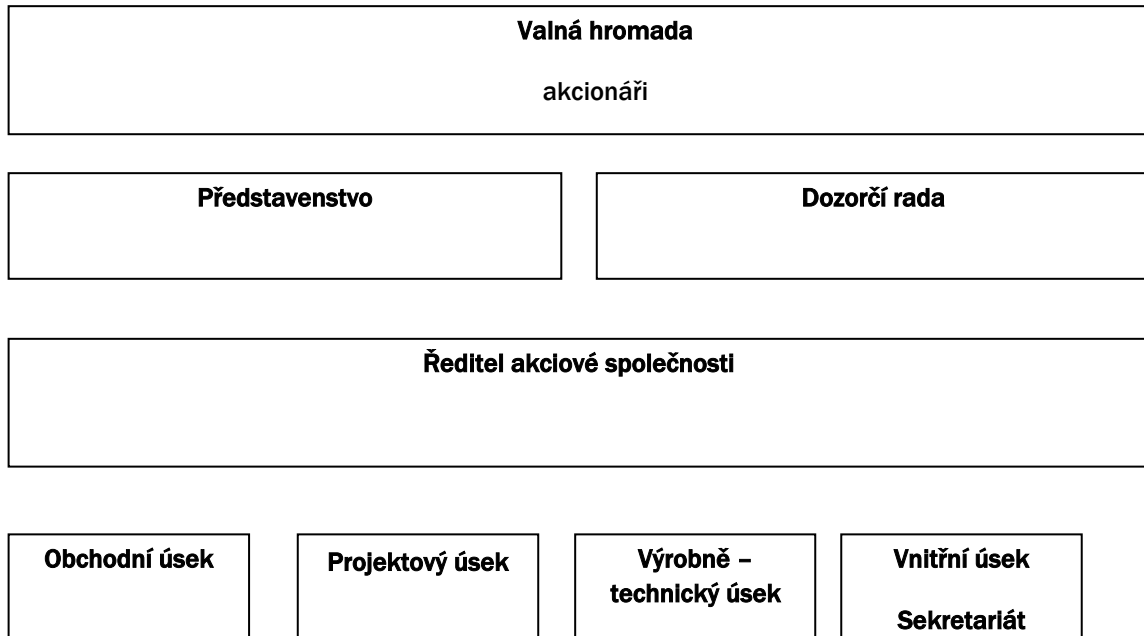 Valná hromada
akcionáři
Představenstvo
Dozorčí rada
Ředitel akciové společnosti
Obchodní úsek
Projektový úsek
Výrobně –
technický úsek
Vnitřní úsek
Sekretariát